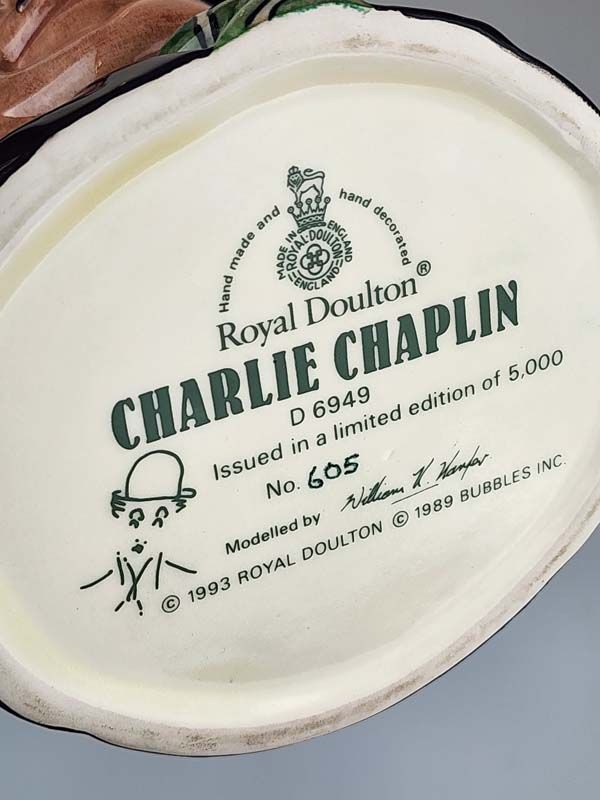 Hand made and hand decorated
MADE IN ENGLAND
ROYAL·DOULTON
ENGLAND
Royal Doulton®
CHARLIE CHAPLIN
D 6949
Issued in a limited edition of 5,000
No. 605
Modelled by William K. Harper
© 1993 ROYAL DOULTON © 1989 BUBBLES INC.